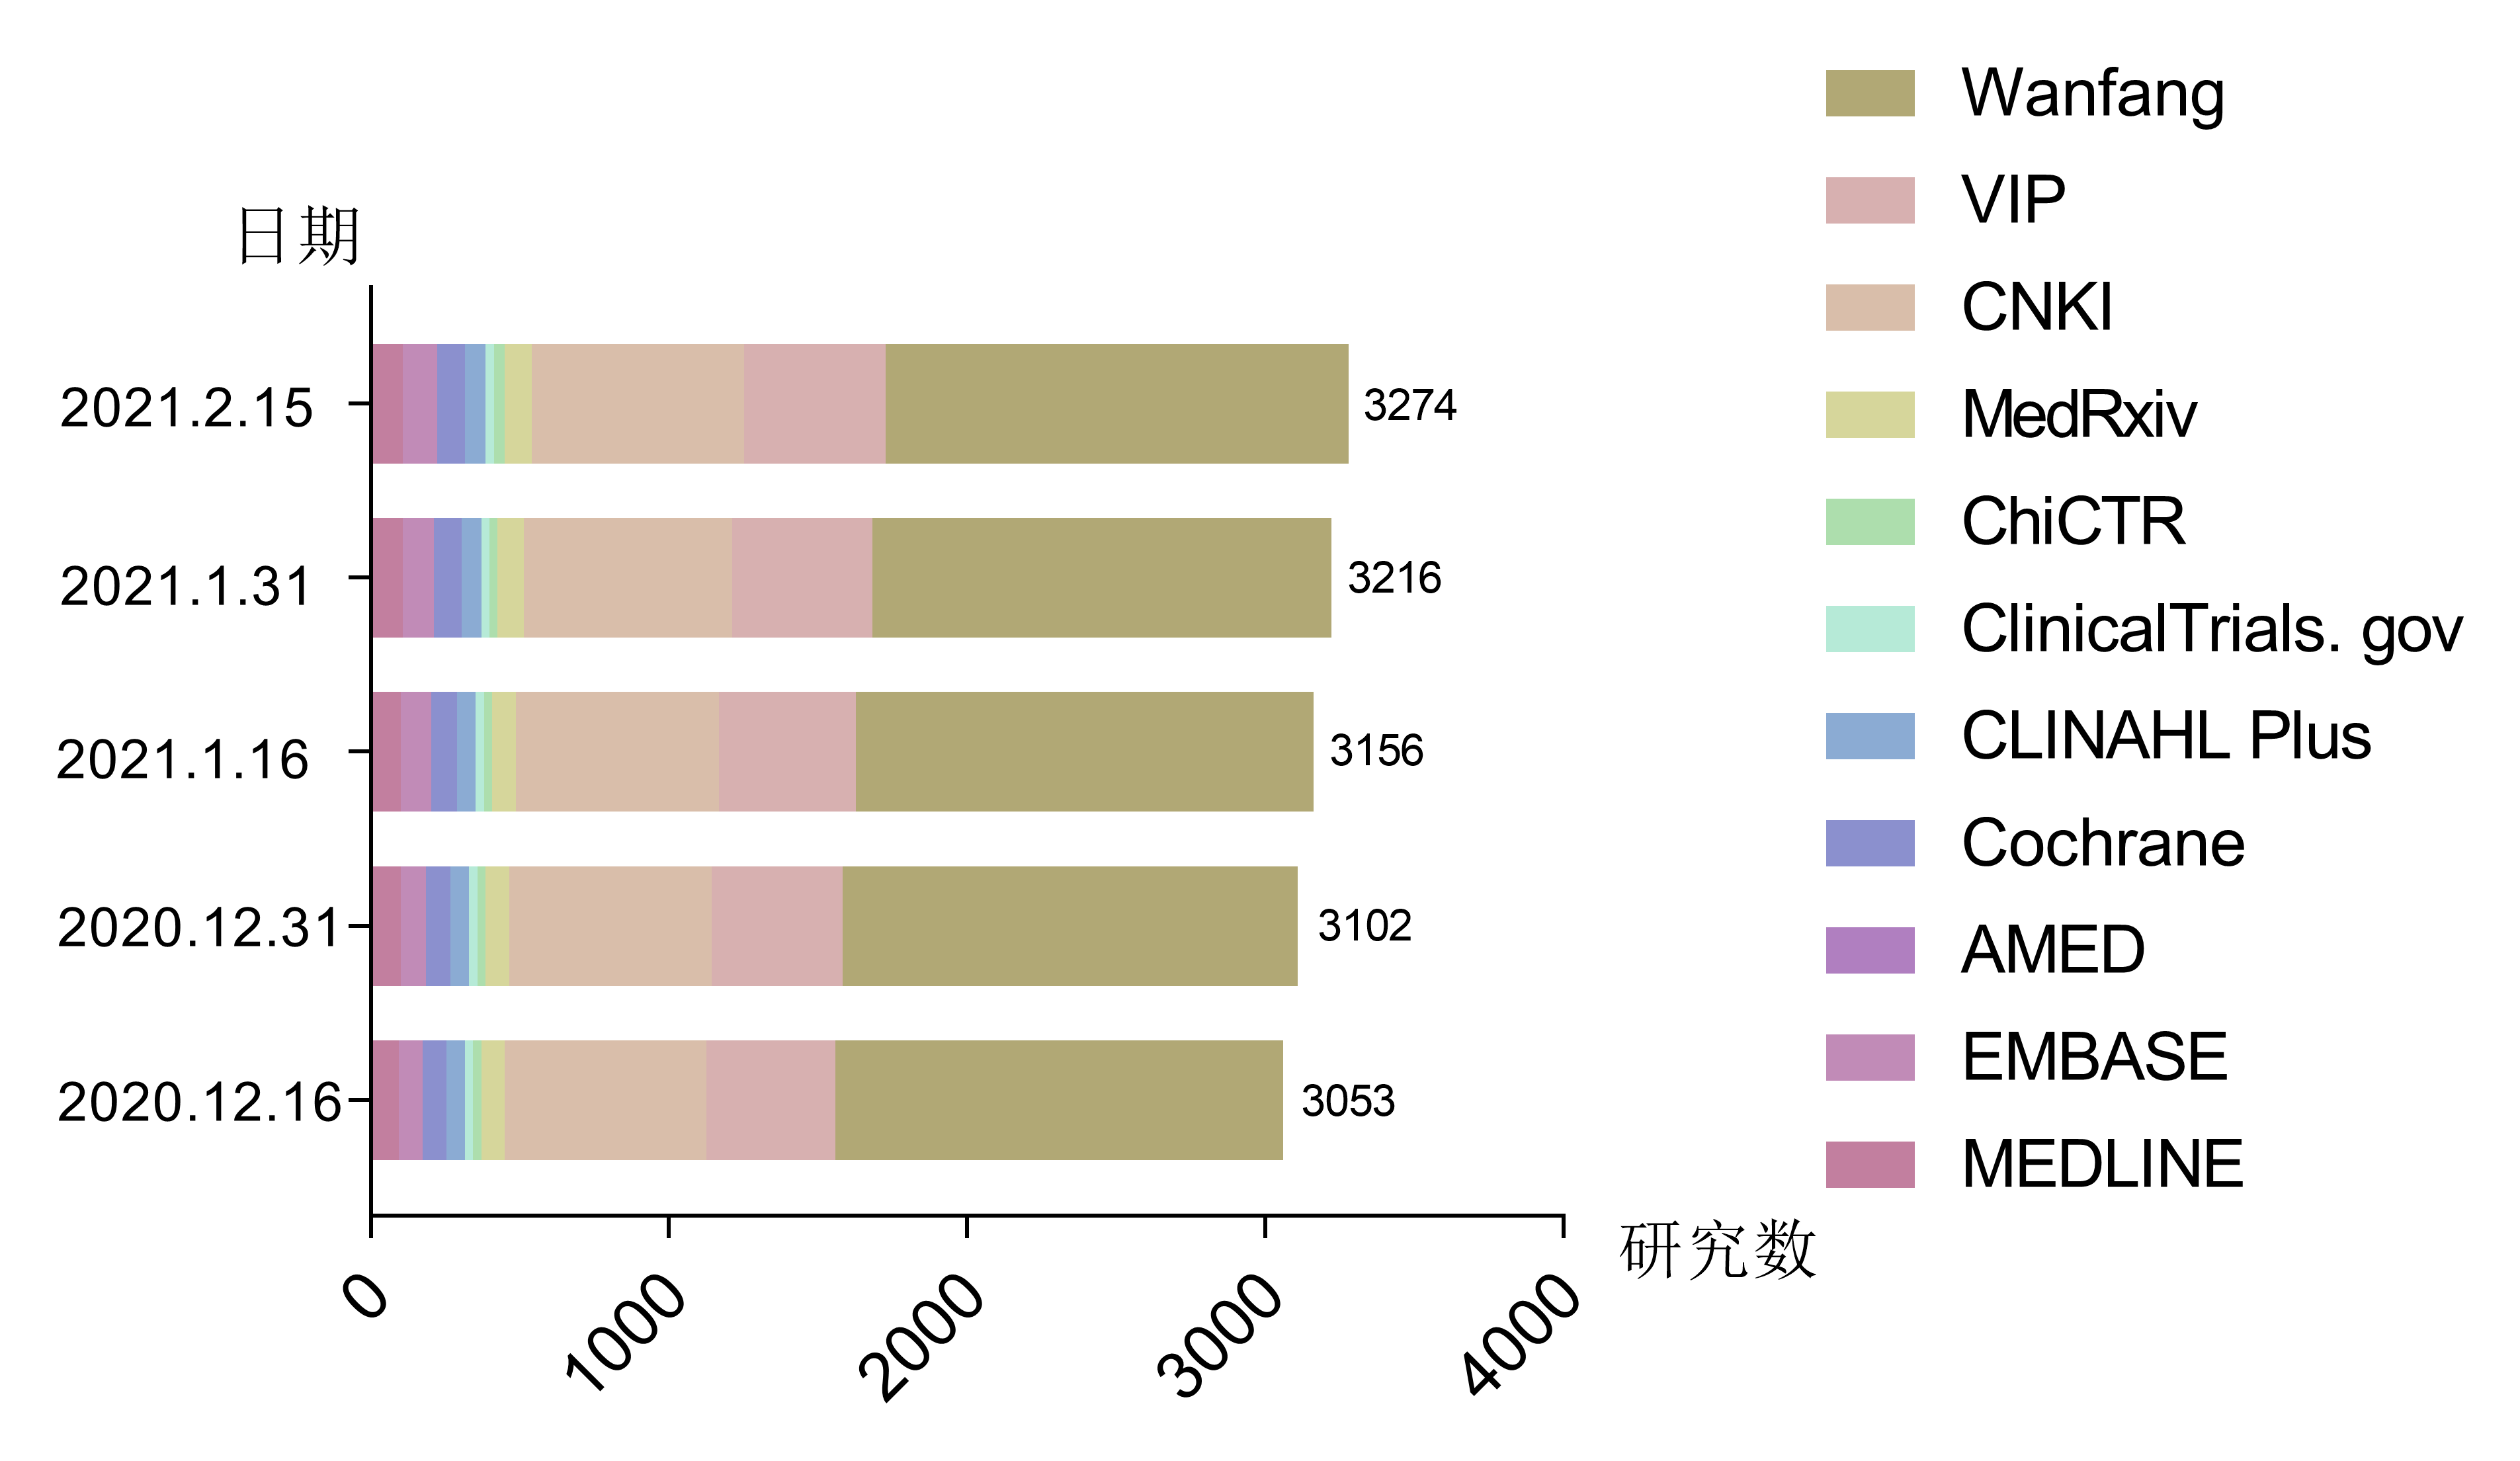 日期
2021.2.15
3274
2021.1.31
3216
2021.1.16
3156
2020.12.31
3102
2020.12.16
3053
0
1000
2000
3000
4000
研究数
Wanfang
VIP
CNKI
MedRxiv
ChiCTR
ClinicalTrials. gov
CLINAHL Plus
Cochrane
AMED
EMBASE
MEDLINE